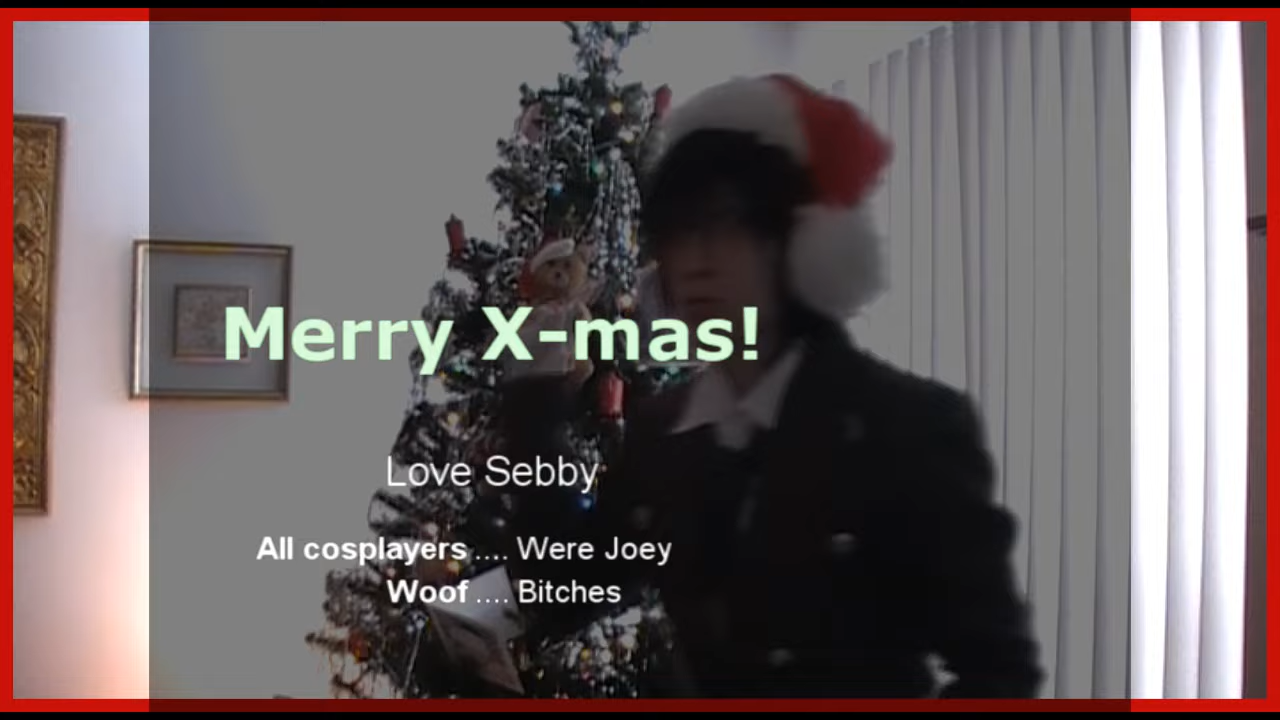 Merry X-mas!
Love Sebby
All cosplayers .... Were Joey
Woof .... Bitches